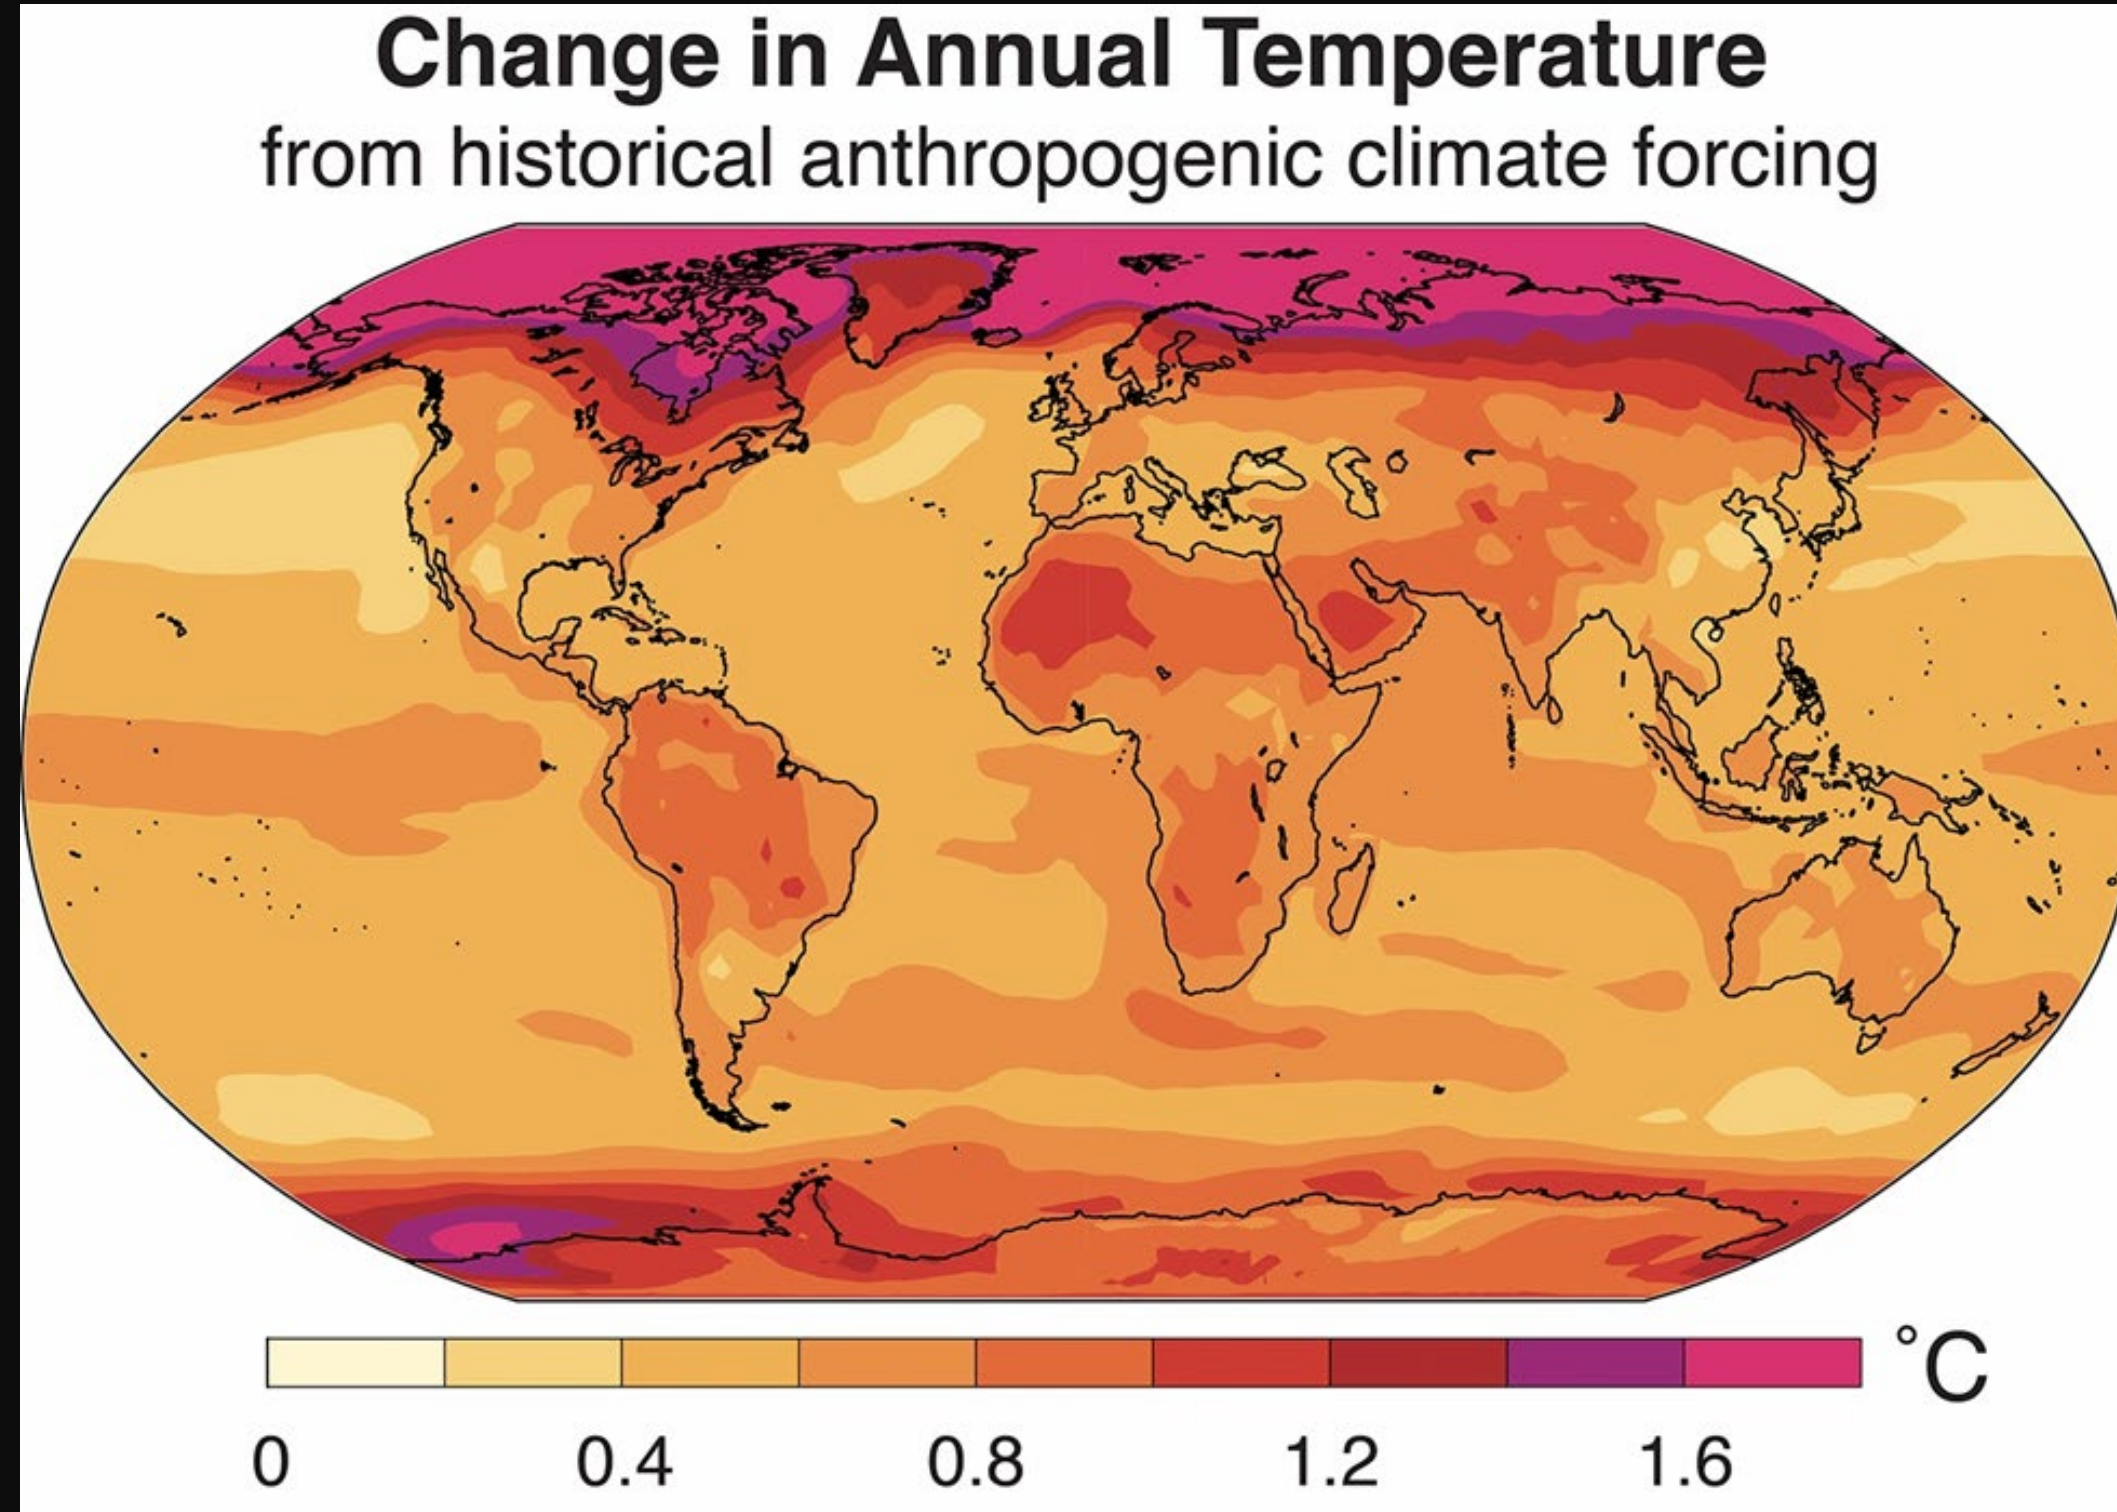 Change in Annual Temperature
from historical anthropogenic climate forcing
°C
0 0.4 0.8 1.2 1.6